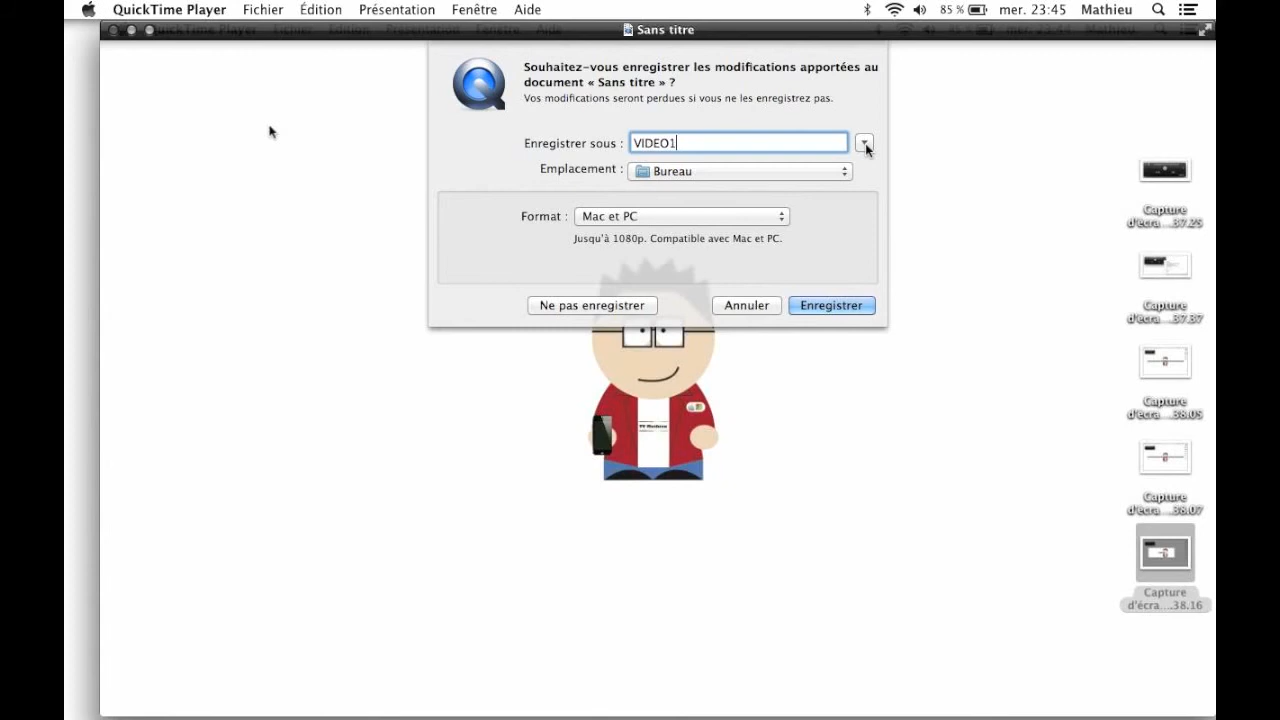 QuickTime Player Fichier Édition Présentation Fenêtre Aide 85 % mer. 23:45 Mathieu
Sans titre
Souhaitez-vous enregistrer les modifications apportées au
document « Sans titre » ?
Vos modifications seront perdues si vous ne les enregistrez pas.
Enregistrer sous : VIDEO1
Emplacement : Bureau
Format : Mac et PC
Jusqu'à 1080p. Compatible avec Mac et PC.
Ne pas enregistrer Annuler Enregistrer
Capture
d'écra....37.25
Capture
d'écra....37.37
Capture
d'écra....38.05
Capture
d'écra....38.07
Capture
d'écra....38.16